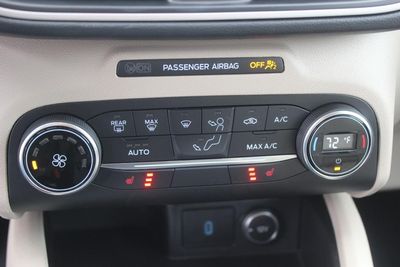 PASSENGER AIRBAG OFF
REAR MAX A/C
AUTO MAX A/C
72 °F